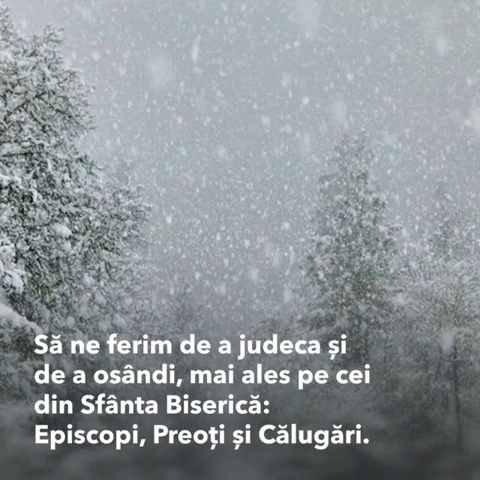 Să ne ferim de a judeca și
de a osândi, mai ales pe cei
din Sfânta Biserică:
Episcopi, Preoți și Călugări.